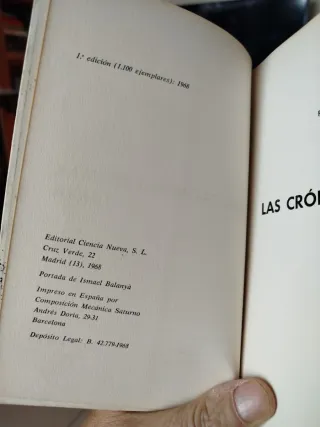 1.ª edición (1.100 ejemplares): 1968
Editorial Ciencia Nueva, S. L.
Cruz Verde, 22
Madrid (13), 1968
Portada de Ismael Balanyá
Impreso en España por
Composición Mecánica Saturno
Andrés Doria, 29-31
Barcelona
Depósito Legal: B. 42.779-1968
LAS CRÓ